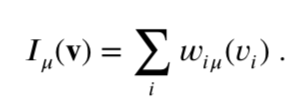 I_μ(𝐯) = ∑_i w_{iμ}(v_i) .